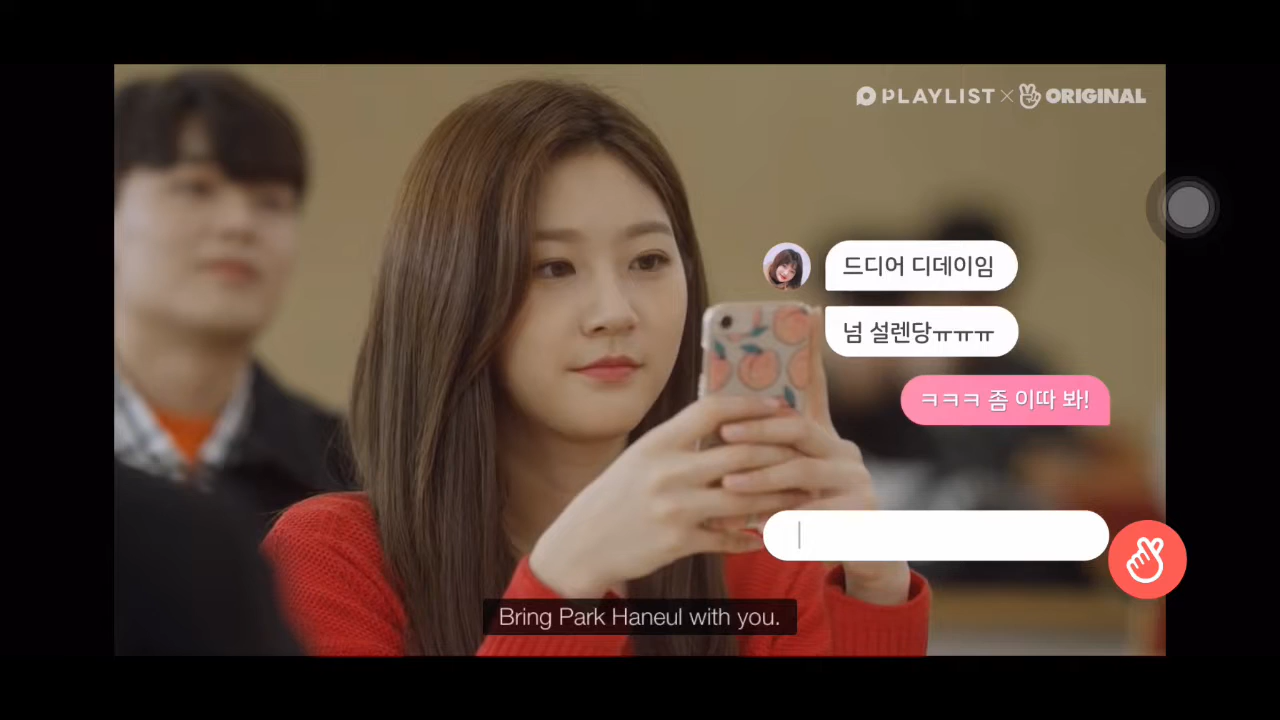 PLAYLIST × ORIGINAL
드디어 디데이임
넘 설렌당ㅠㅠㅠ
ㅋㅋㅋ 좀 이따 봐!
Bring Park Haneul with you.